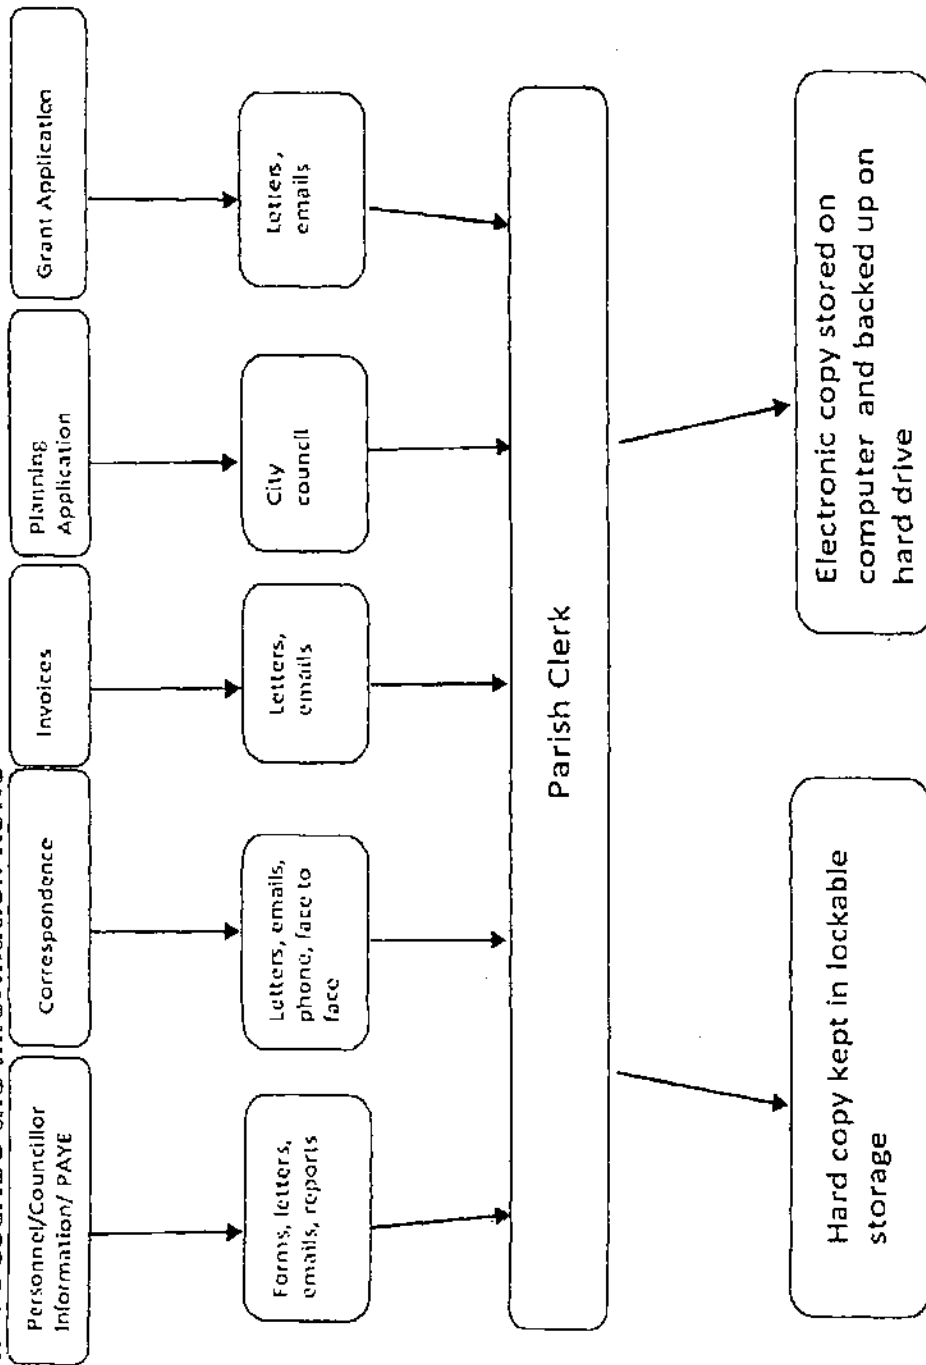 Personnel/Councillor
Information/ PAYE
Correspondence
Invoices
Planning
Application
Grant Application
Forms, letters,
emails, reports
Letters, emails,
phone, face to
face
Letters,
emails
City
council
Letters,
emails
Parish Clerk
Hard copy kept in lockable
storage
Electronic copy stored on
computer and backed up on
hard drive